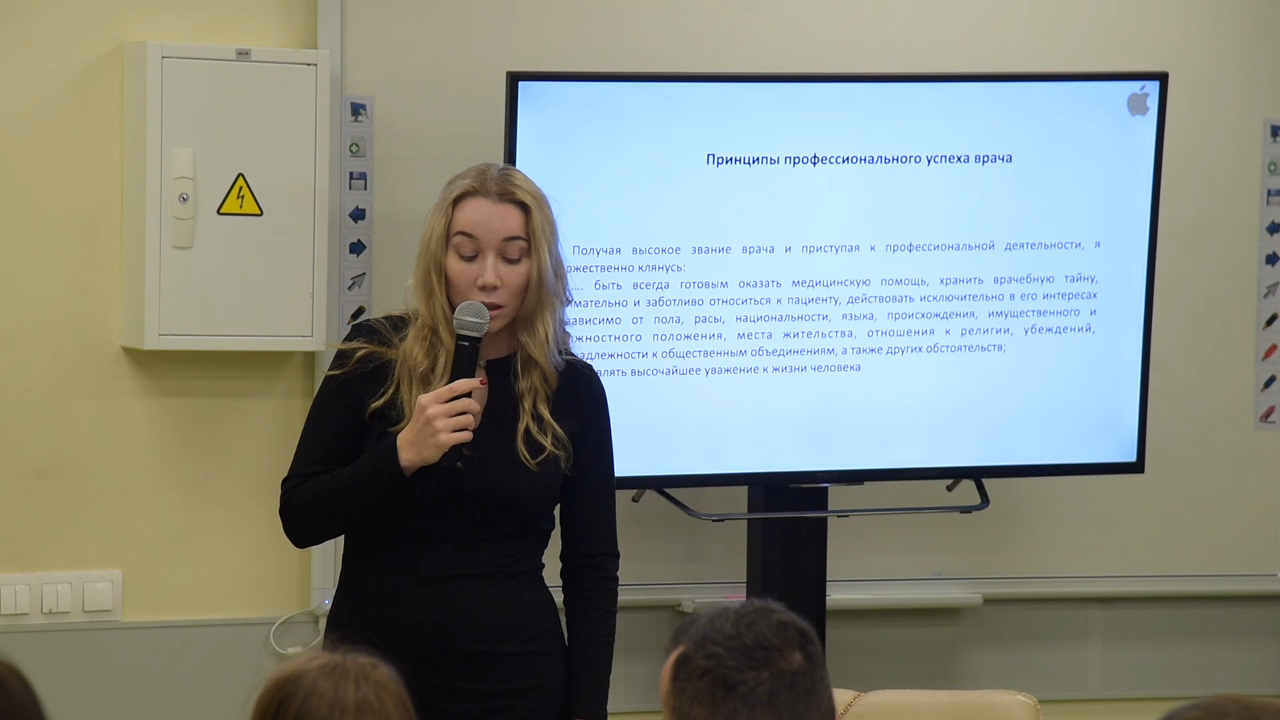 Принципы профессионального успеха врача
Получая высокое звание врача и приступая к профессиональной деятельности, я
клянусь:
.... быть всегда готовым оказать медицинскую помощь, хранить врачебную тайну,
и заботливо относиться к пациенту, действовать исключительно в его интересах
от пола, расы, национальности, языка, происхождения, имущественного и
положения, места жительства, отношения к религии, убеждений,
к общественным объединениям, а также других обстоятельств;
высочайшее уважение к жизни человека